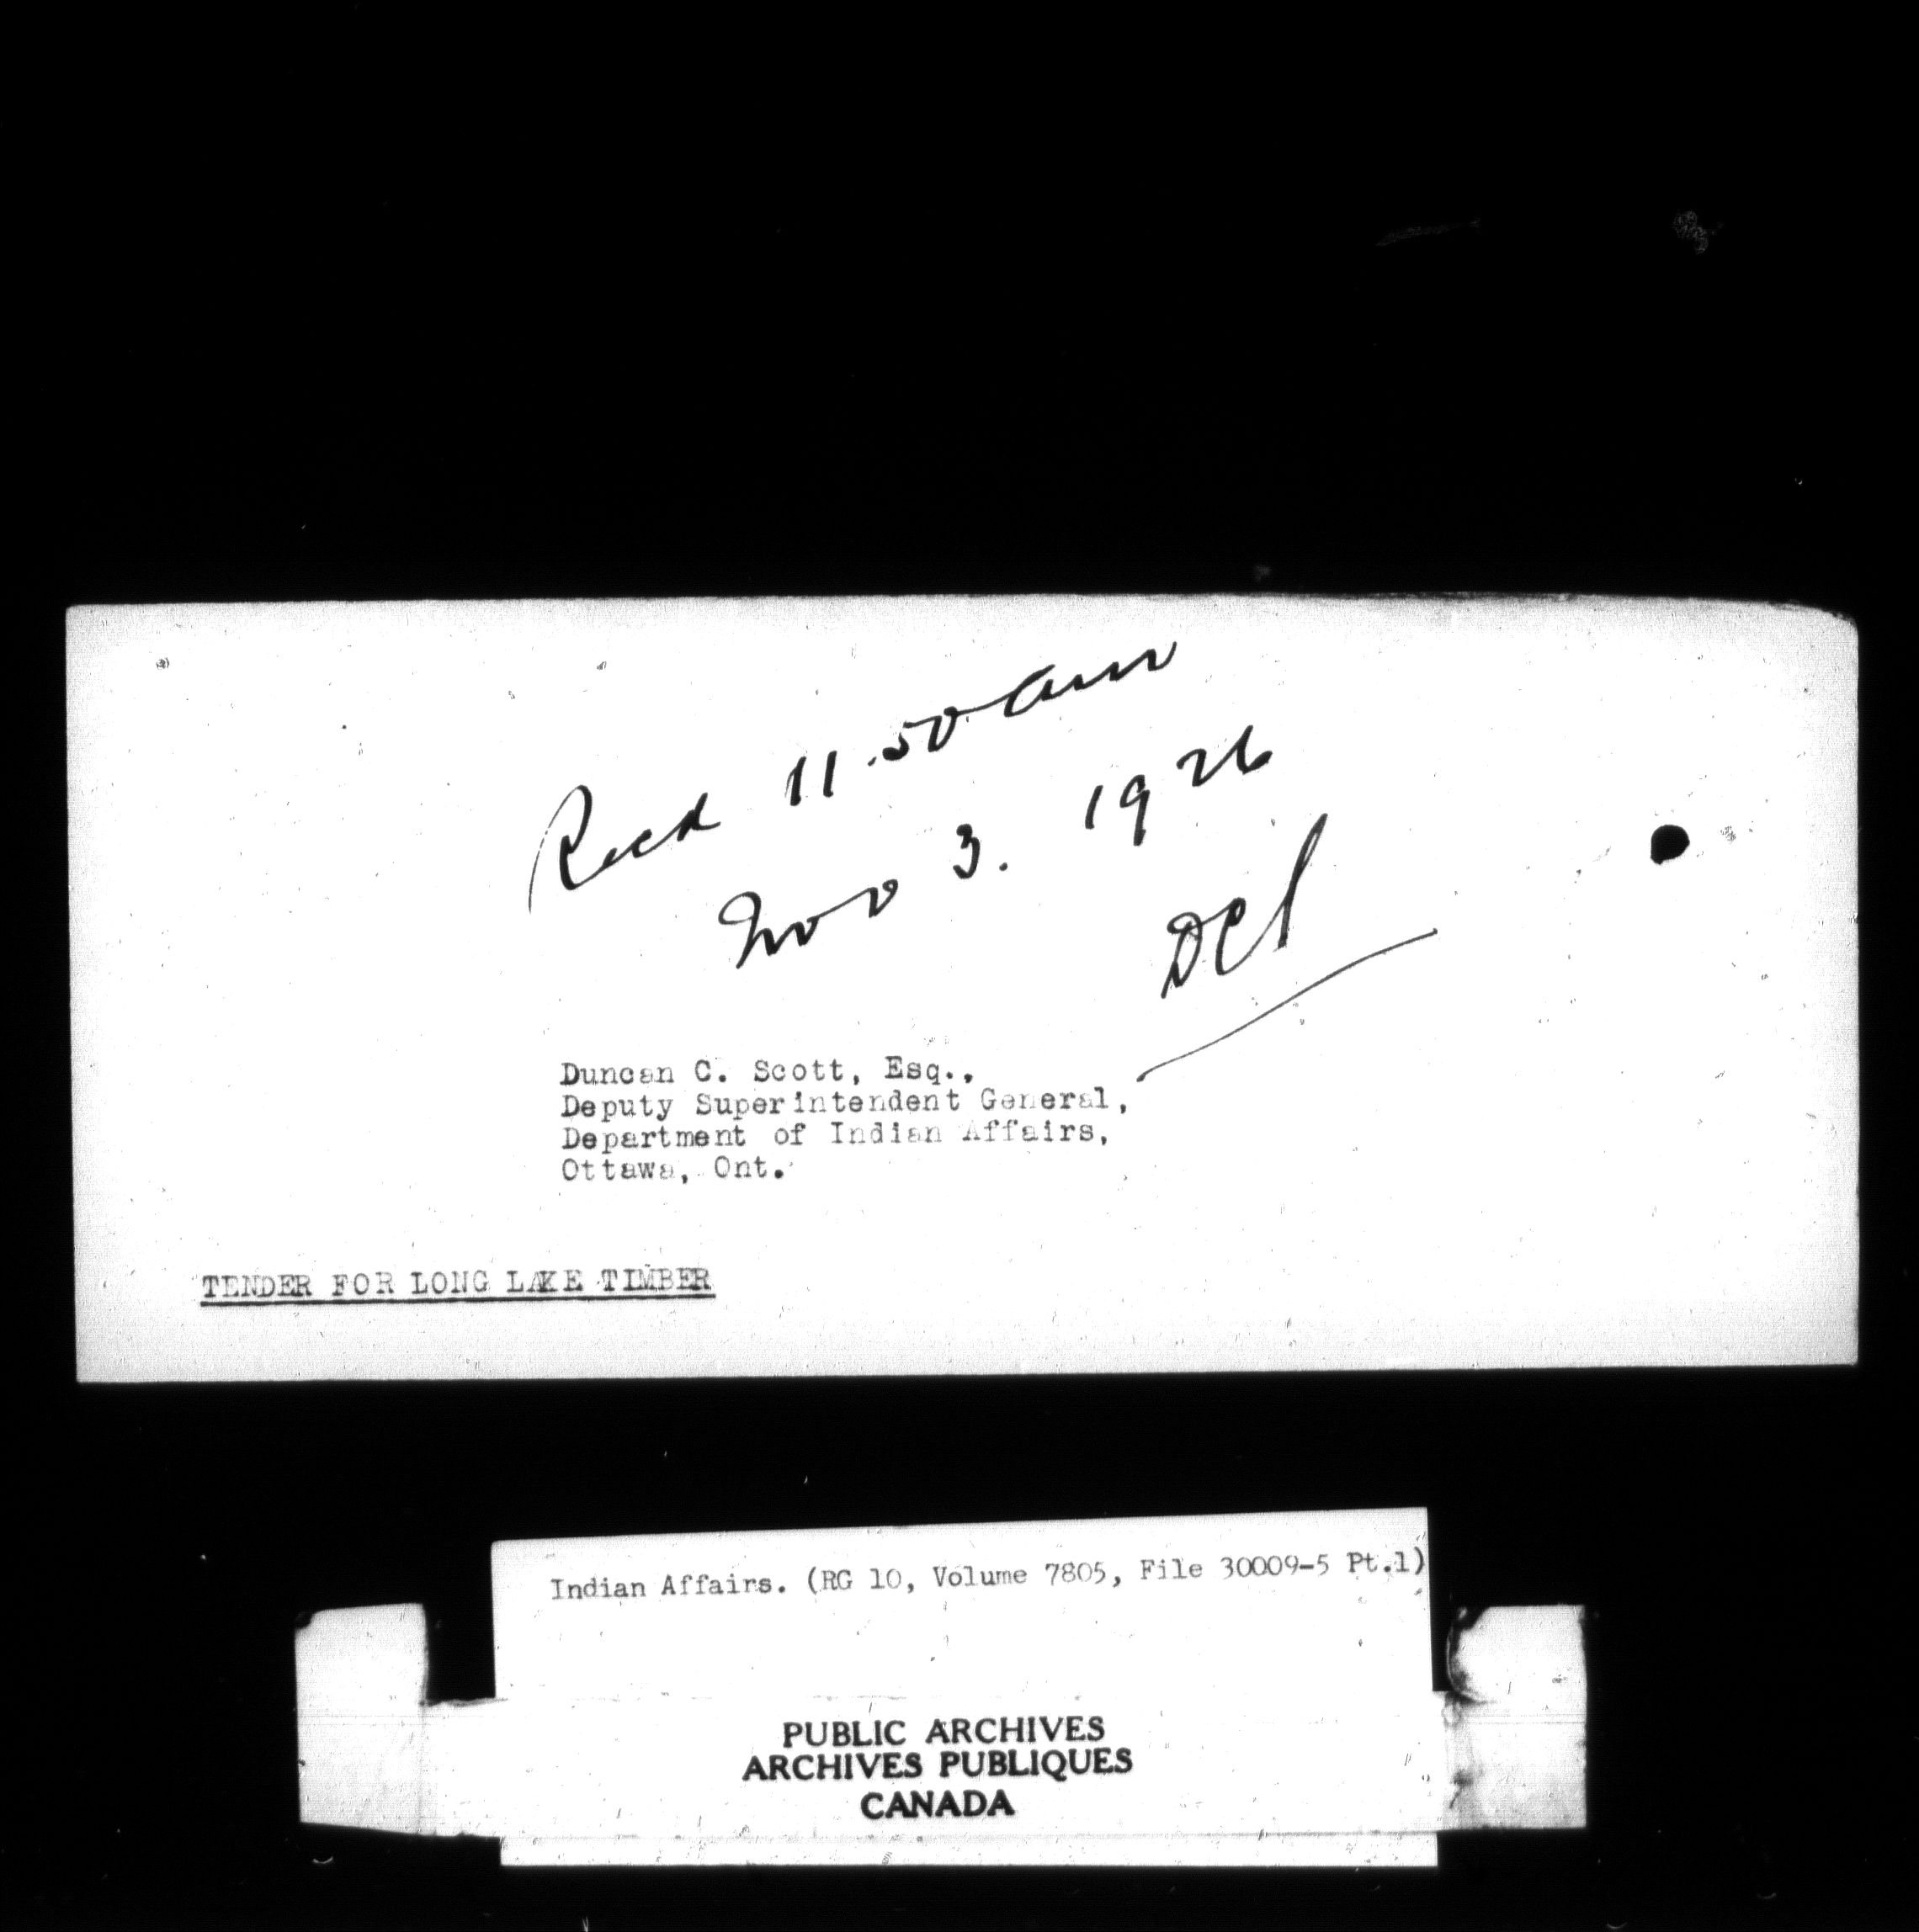 Recd 11.50 am
Nov 3. 1926
DCS
Duncan C. Scott, Esq.,
Deputy Superintendent General,
Department of Indian Affairs,
Ottawa, Ont.
TENDER FOR LONG LAKE TIMBER
Indian Affairs. (RG 10, Volume 7805, File 30009-5 Pt.1)
PUBLIC ARCHIVES
ARCHIVES PUBLIQUES
CANADA